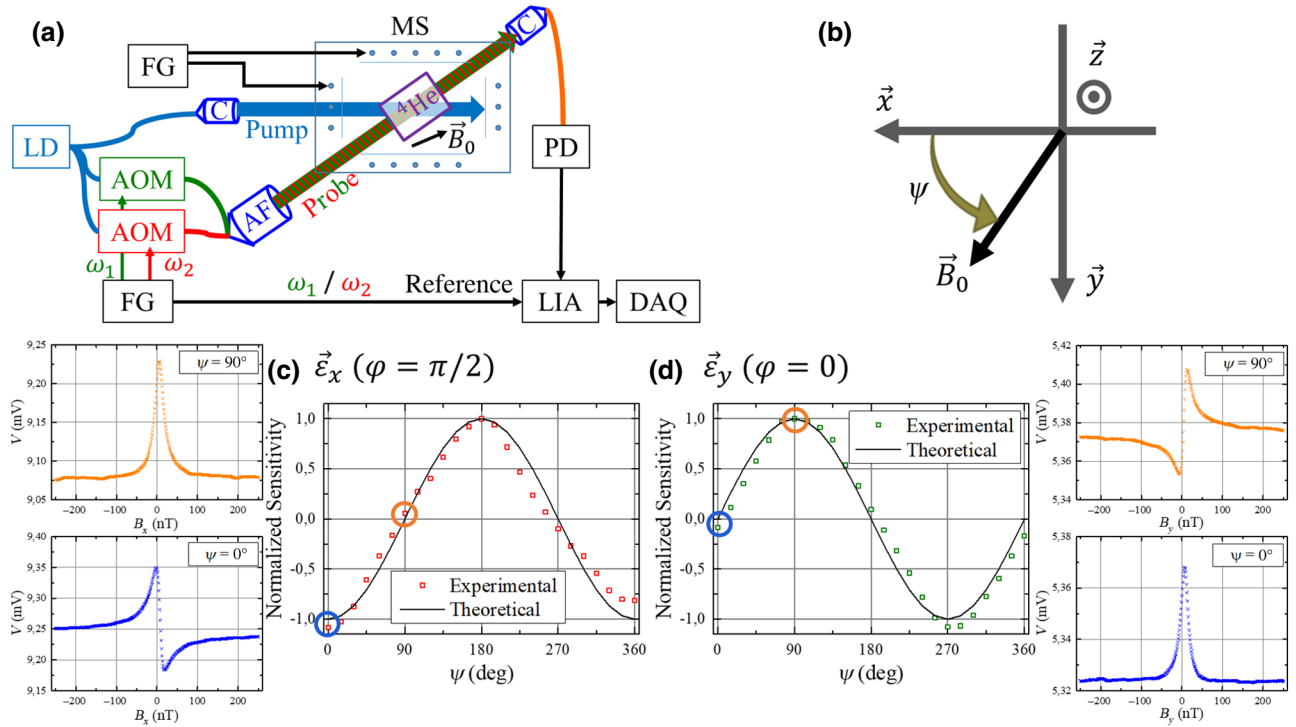 (a)
MS
C
FG
⁴He
C
Pump
B⃗₀
LD
PD
AOM
AF
Probe
AOM
ω₁
ω₂
ω₁ / ω₂
Reference
FG
LIA
DAQ
(b)
z⃗
x⃗
ψ
B⃗₀
y⃗
9,25
9,20
9,15
9,10
9,05
V (mV)
ψ = 90°
−200 −100 0 100 200
Bₓ (nT)
9,40
9,35
9,30
9,25
9,20
9,15
V (mV)
ψ = 0°
−200 −100 0 100 200
Bₓ (nT)
(c) ε⃗ₓ (φ = π/2)
Normalized Sensitivity
1,0
0,5
0,0
-0,5
-1,0
Experimental
Theoretical
0 90 180 270 360
ψ (deg)
(d) ε⃗ᵧ (φ = 0)
Normalized Sensitivity
1,0
0,5
0,0
-0,5
-1,0
Experimental
Theoretical
0 90 180 270 360
ψ (deg)
5,42
5,40
5,38
5,36
5,34
V (mV)
ψ = 90°
−200 −100 0 100 200
Bᵧ (nT)
5,38
5,36
5,34
5,32
V (mV)
ψ = 0°
−200 −100 0 100 200
Bᵧ (nT)